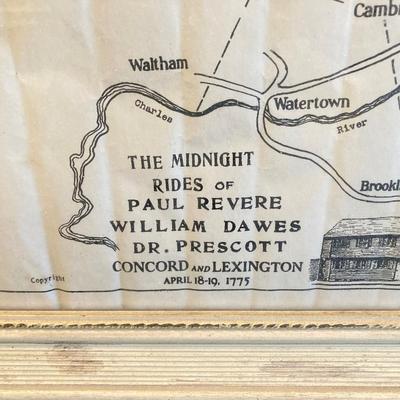 Cambr
Waltham
Charles
Watertown
River
Brookl
THE MIDNIGHT
RIDES OF
PAUL REVERE
WILLIAM DAWES
DR. PRESCOTT
CONCORD AND LEXINGTON
APRIL 18-19, 1775
Copyright